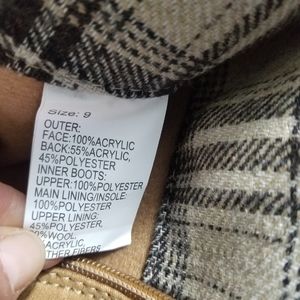 Size: 9
OUTER:
FACE:100%ACRYLIC
BACK:55%ACRYLIC,
45%POLYESTER
INNER BOOTS:
UPPER:100%POLYESTER
MAIN LINING/INSOLE:
100%POLYESTER
UPPER LINING:
45%POLYESTER
0%WOOL,
%ACRYLIC,
THER FIBERS